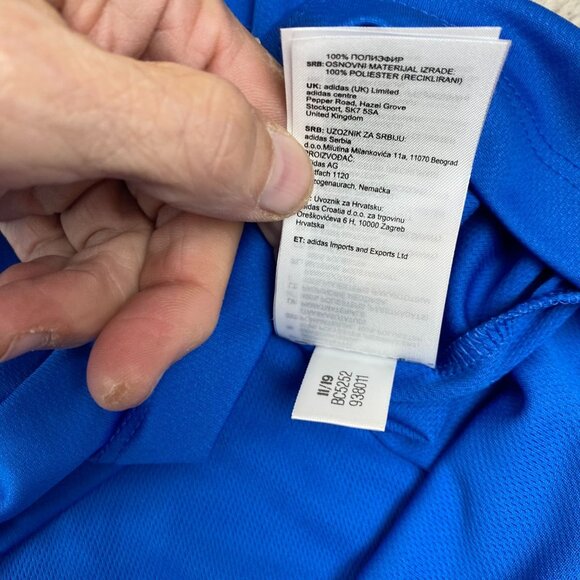 100% ПОЛИЭФИР
SRB: OSNOVNI MATERIJAL IZRADE:
100% POLIESTER (RECIKLIRANI)
UK: adidas (UK) Limited
adidas centre
Pepper Road, Hazel Grove
Stockport, SK7 5SA
United Kingdom
SRB: UZOZNIK ZA SRBIJU:
adidas Serbia
d.o.o. Milutina Milankovića 11a, 11070 Beograd
PROIZVOĐAČ:
adidas AG
1120
Nemačka
Uvoznik za Hrvatsku:
adidas Croatia d.o.o. za trgovinu
Oreškovićeva 6 H, 10000 Zagreb
Hrvatska
ET: adidas Imports and Exports Ltd
11/19
BC5252
938011